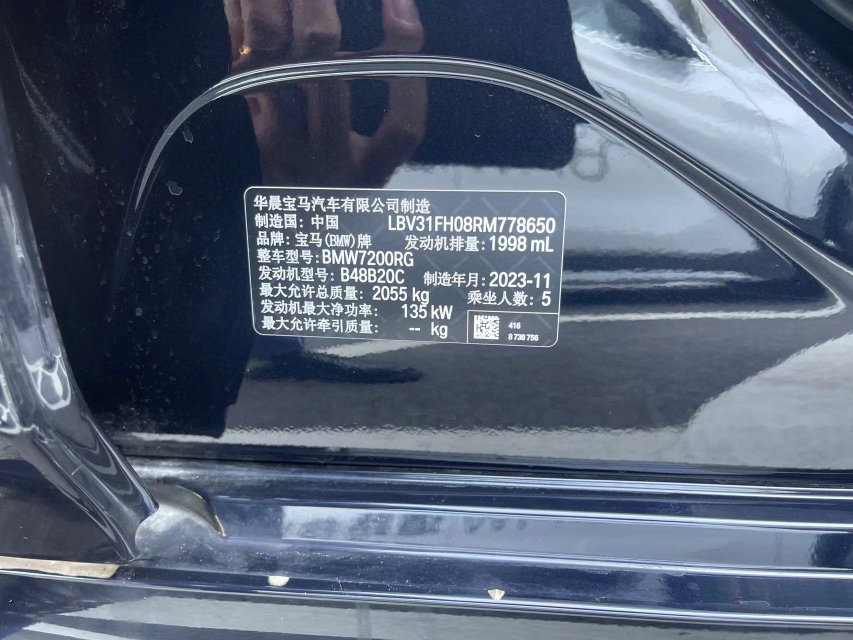 华晨宝马汽车有限公司制造
制造国：中国 LBV31FH08RM778650
品牌：宝马(BMW)牌 发动机排量：1998 mL
整车型号：BMW7200RG
发动机型号：B48B20C 制造年月：2023-11
最大允许总质量：2055 kg 乘坐人数：5
发动机最大净功率：135 kW
最大允许牵引质量：-- kg
416
8 738 756